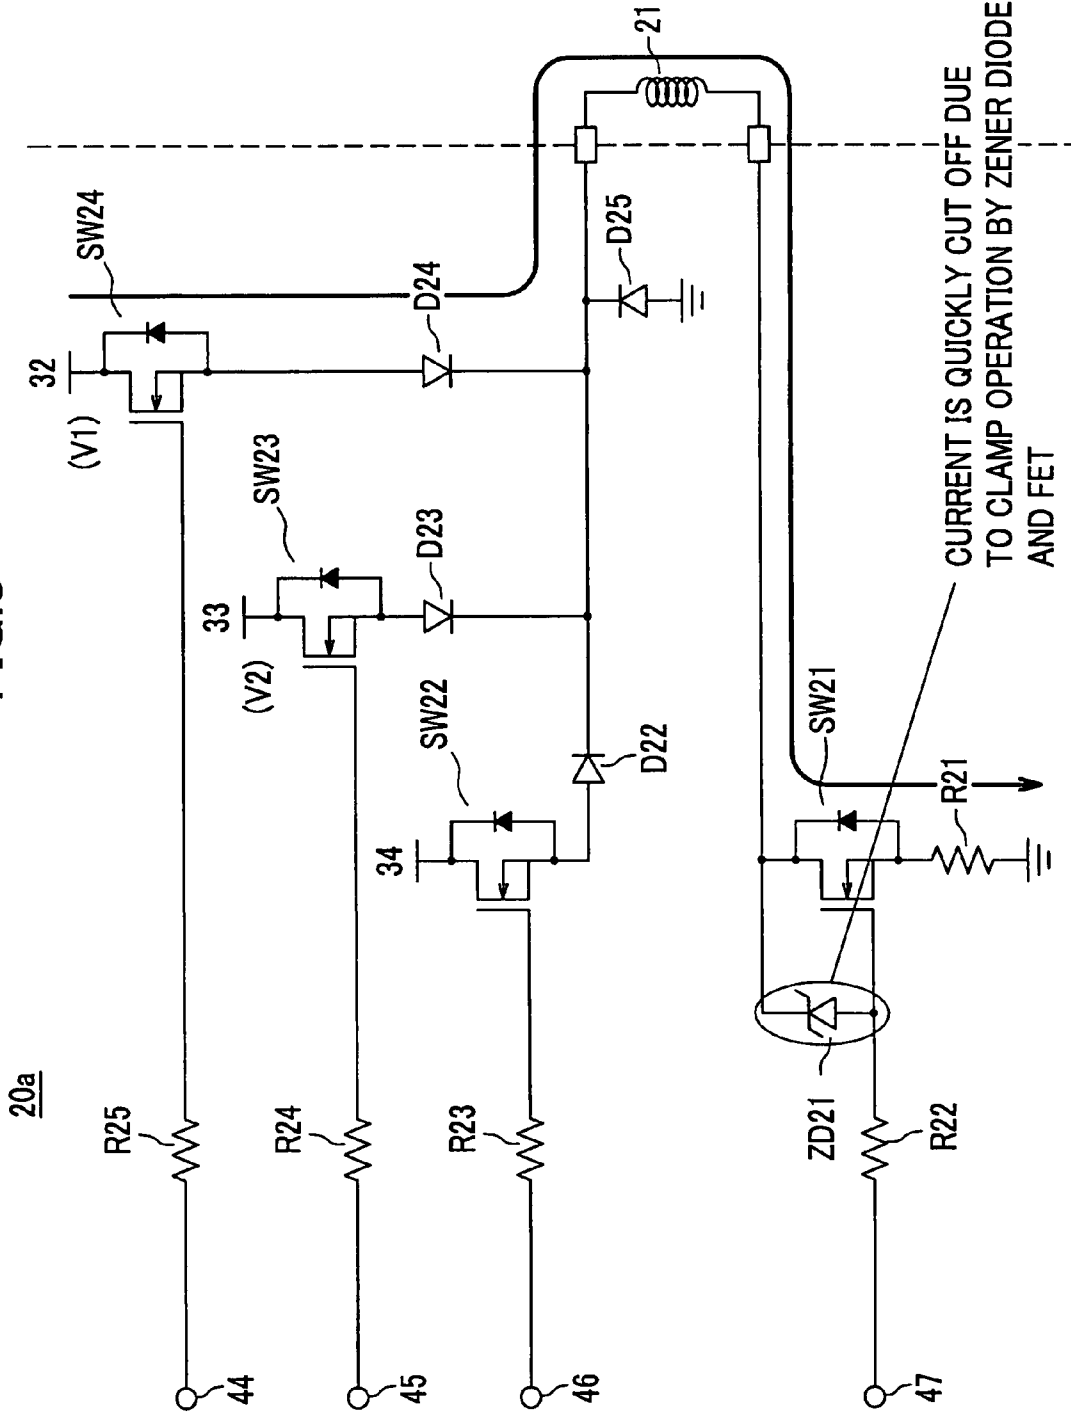 20a
32
(V1)
SW24
D24
33
(V2)
SW23
D23
34
SW22
D22
D25
21
SW21
R21
ZD21
R22
R23
R24
R25
44
45
46
47
CURRENT IS QUICKLY CUT OFF DUE
TO CLAMP OPERATION BY ZENER DIODE
AND FET